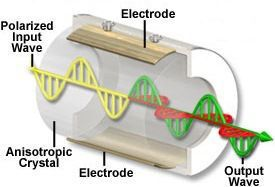 Polarized
Input
Wave
Electrode
Anisotropic
Crystal
Electrode
Output
Wave